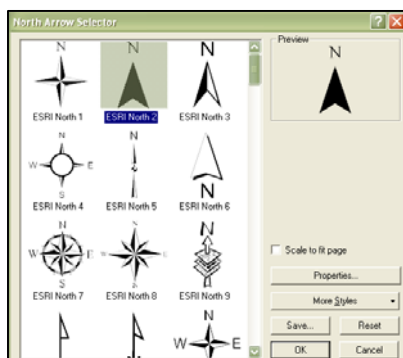 North Arrow Selector
Preview
N
N
N
N
ESRI North 1
ESRI North 2
ESRI North 3
N
W
E
S
N
N
ESRI North 4
ESRI North 5
ESRI North 6
N
W
E
S
N
N
ESRI North 7
ESRI North 8
ESRI North 9
N
W
E
Scale to fit page
Properties...
More Styles
Save...
Reset
OK
Cancel